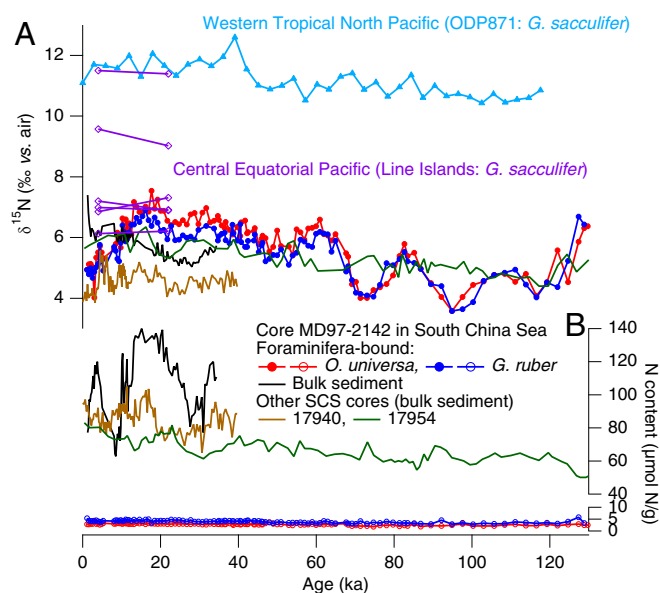 A
Western Tropical North Pacific (ODP871: G. sacculifer)
12
10
8
6
4
δ15N (‰ vs. air)
Central Equatorial Pacific (Line Islands: G. sacculifer)
B
Core MD97-2142 in South China Sea
Foraminifera-bound:
O. universa, G. ruber
Bulk sediment
Other SCS cores (bulk sediment)
17940, 17954
140
120
100
80
60
40
10
5
0
N content (μmol N/g)
0 20 40 60 80 100 120
Age (ka)